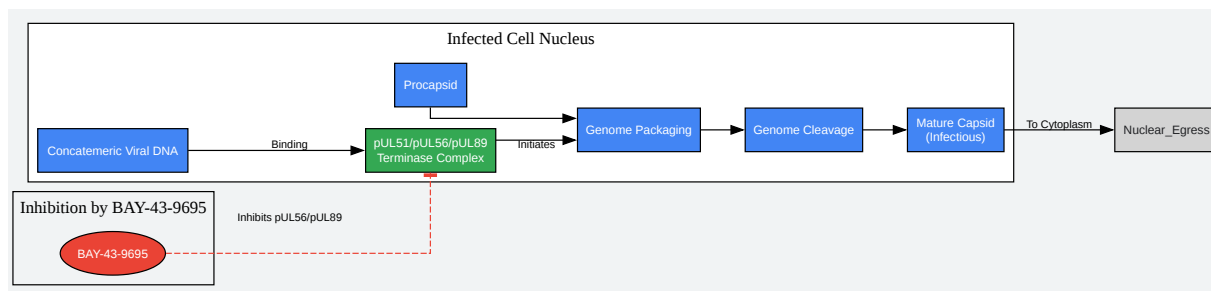 Infected Cell Nucleus
Procapsid
Concatemeric Viral DNA
Binding
pUL51/pUL56/pUL89
Terminase Complex
Initiates
Genome Packaging
Genome Cleavage
Mature Capsid
(Infectious)
To Cytoplasm
Nuclear_Egress
Inhibition by BAY-43-9695
BAY-43-9695
Inhibits pUL56/pUL89